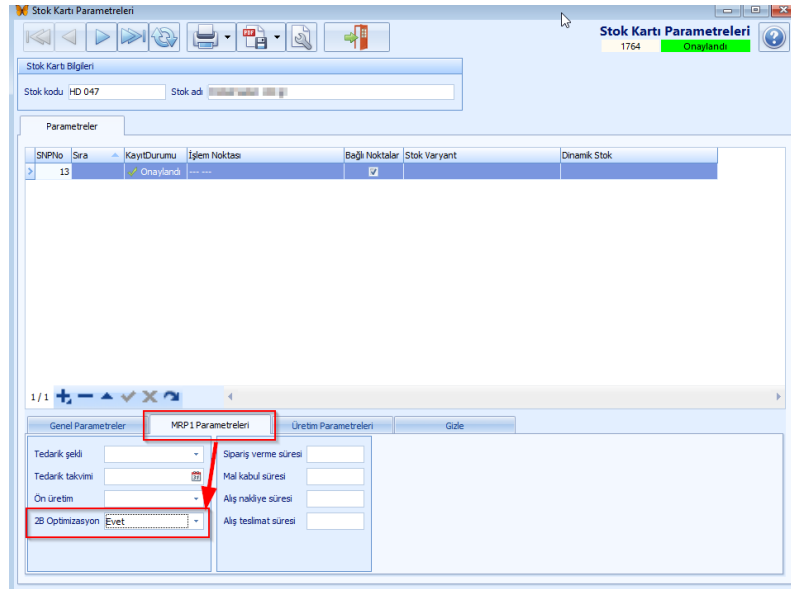 Stok Kartı Parametreleri
Stok Kartı Parametreleri
1764 Onaylandı
Stok Kartı Bilgileri
Stok kodu HD 047 Stok adı
Parametreler
SNPNo Sıra KayıtDurumu İşlem Noktası Bağlı Noktalar Stok Varyant Dinamik Stok
13 Onaylandı --- ---
1/1
Genel Parametreler MRP1 Parametreleri Üretim Parametreleri Gizle
Tedarik şekli Sipariş verme süresi
Tedarik takvimi Mal kabul süresi
Ön üretim Alış nakliye süresi
2B Optimizasyon Evet Alış teslimat süresi